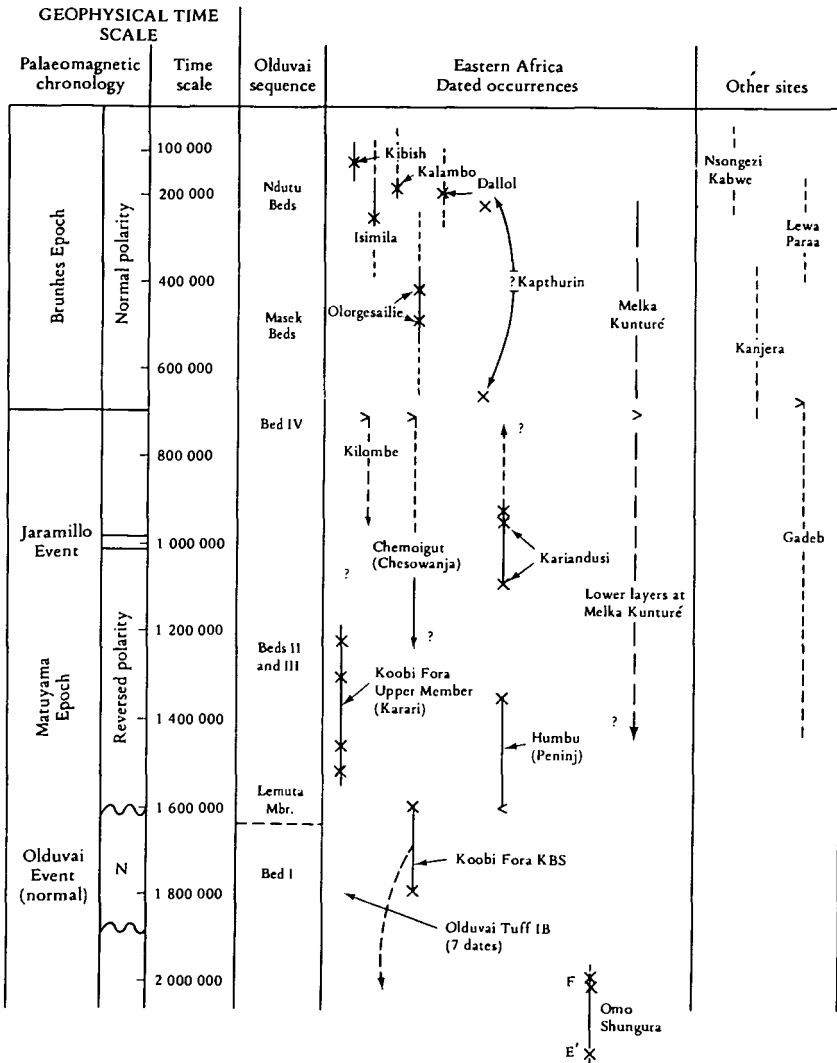 GEOPHYSICAL TIME
SCALE
Palaeomagnetic
chronology
Time
scale
Olduvai
sequence
Eastern Africa
Dated occurrences
Other sites
Brunhes Epoch
Normal polarity
Jaramillo
Event
Matuyama
Epoch
Reversed polarity
Olduvai
Event
(normal)
N
100 000
200 000
400 000
600 000
800 000
1 000 000
1 200 000
1 400 000
1 600 000
1 800 000
2 000 000
Ndutu
Beds
Masek
Beds
Bed IV
Beds II
and III
Lemuta
Mbr.
Bed I
Kibish
Kalambo
Dallol
Isimila
? Kapthurin
Olorgesailie
Melka
Kunturé
?
Kilombe
Chemoigut
(Chesowanja)
Kariandusi
?
Lower layers at
Melka Kunturé
?
Koobi Fora
Upper Member
(Karari)
?
Humbu
(Peninj)
Koobi Fora KBS
Olduvai Tuff IB
(7 dates)
F
Omo
Shungura
E'
Nsongezi
Kabwe
Lewa
Paraa
Kanjera
Gadeb